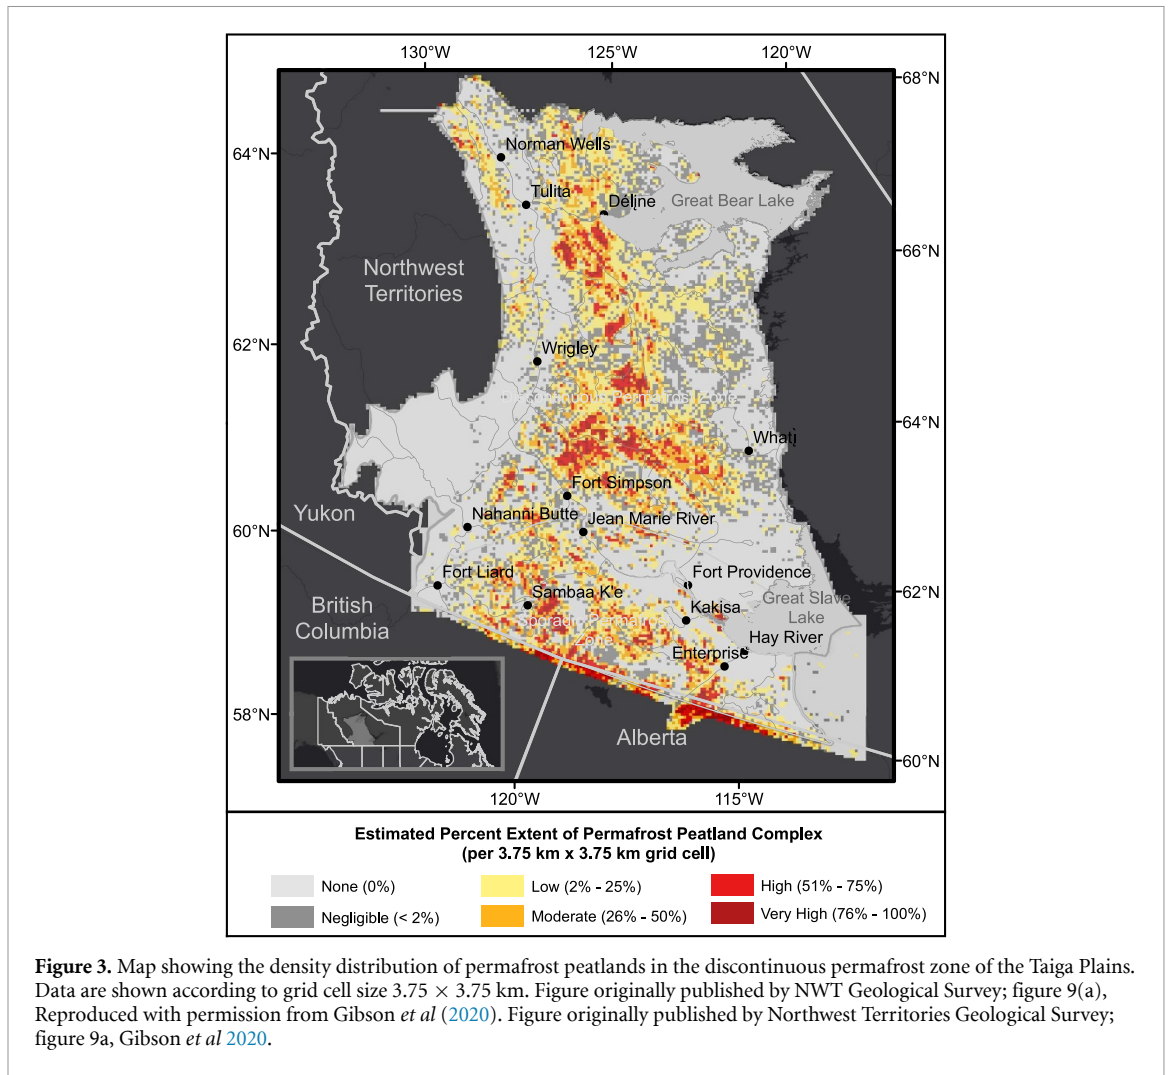 130°W 125°W 120°W
68°N
64°N
Norman Wells
Tulita
Délı̨ne
Great Bear Lake
66°N
Northwest
Territories
62°N
Wrigley
Discontinuous Permafrost Zone
64°N
Whatì
Fort Simpson
Nahanni Butte
Jean Marie River
Yukon
60°N
Fort Liard
Fort Providence
62°N
Sambaa K'e
Great Slave
Lake
British
Columbia
Kakisa
Sporadic Permafrost
Zone
Hay River
Enterprise
58°N
Alberta
60°N
120°W 115°W
Estimated Percent Extent of Permafrost Peatland Complex
(per 3.75 km x 3.75 km grid cell)
None (0%) Low (2% - 25%) High (51% - 75%)
Negligible (< 2%) Moderate (26% - 50%) Very High (76% - 100%)
Figure 3. Map showing the density distribution of permafrost peatlands in the discontinuous permafrost zone of the Taiga Plains.
Data are shown according to grid cell size 3.75 × 3.75 km. Figure originally published by NWT Geological Survey; figure 9(a),
Reproduced with permission from Gibson et al (2020). Figure originally published by Northwest Territories Geological Survey;
figure 9a, Gibson et al 2020.